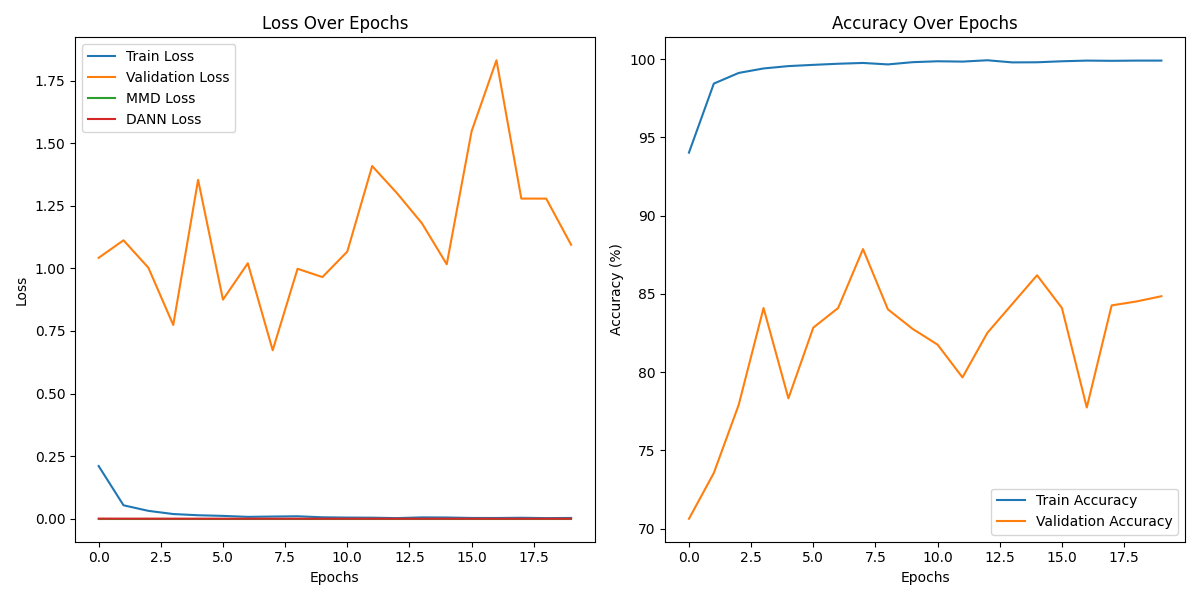 Loss Over Epochs
Train Loss
Validation Loss
MMD Loss
DANN Loss
1.75
1.50
1.25
1.00
0.75
0.50
0.25
0.00
Loss
0.0 2.5 5.0 7.5 10.0 12.5 15.0 17.5
Epochs
Accuracy Over Epochs
100
95
90
85
80
75
70
Accuracy (%)
Train Accuracy
Validation Accuracy
0.0 2.5 5.0 7.5 10.0 12.5 15.0 17.5
Epochs